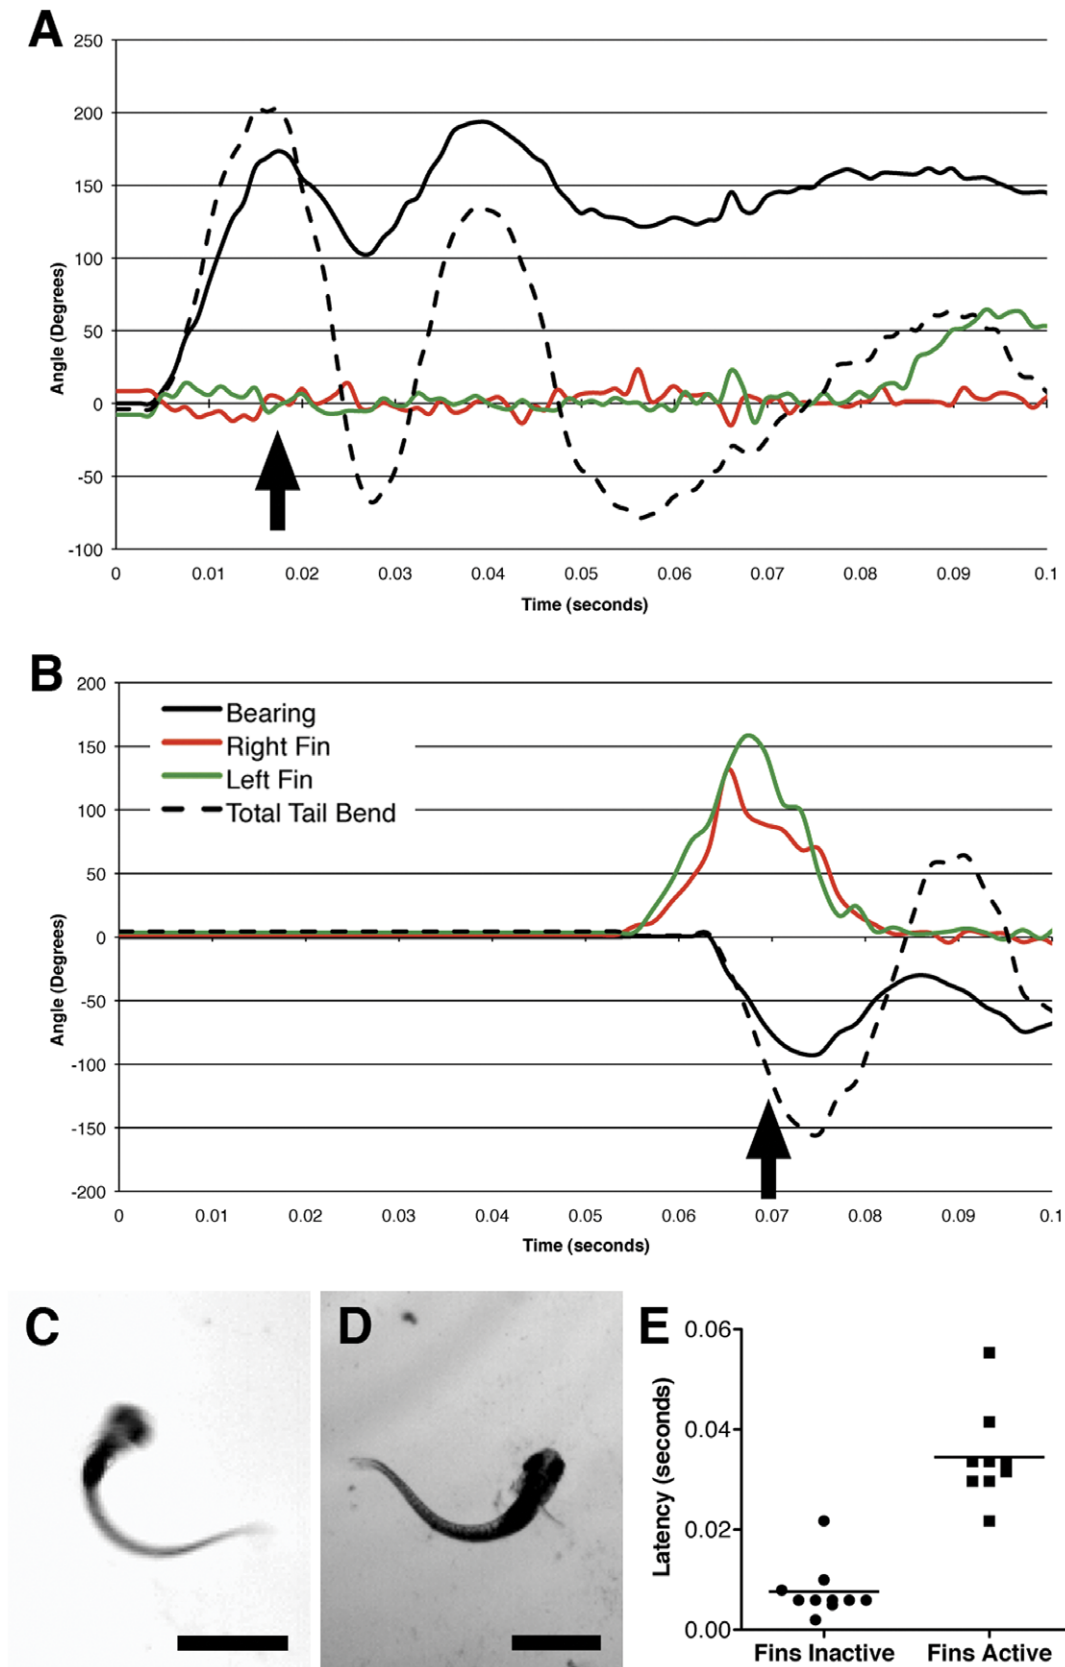 A
250
200
150
100
50
0
-50
-100
Angle (Degrees)
0 0.01 0.02 0.03 0.04 0.05 0.06 0.07 0.08 0.09 0.1
Time (seconds)
B
200
150
100
50
0
-50
-100
-150
-200
Angle (Degrees)
Bearing
Right Fin
Left Fin
Total Tail Bend
0 0.01 0.02 0.03 0.04 0.05 0.06 0.07 0.08 0.09 0.1
Time (seconds)
C
D
E
0.06
0.04
0.02
0.00
Latency (seconds)
Fins Inactive Fins Active